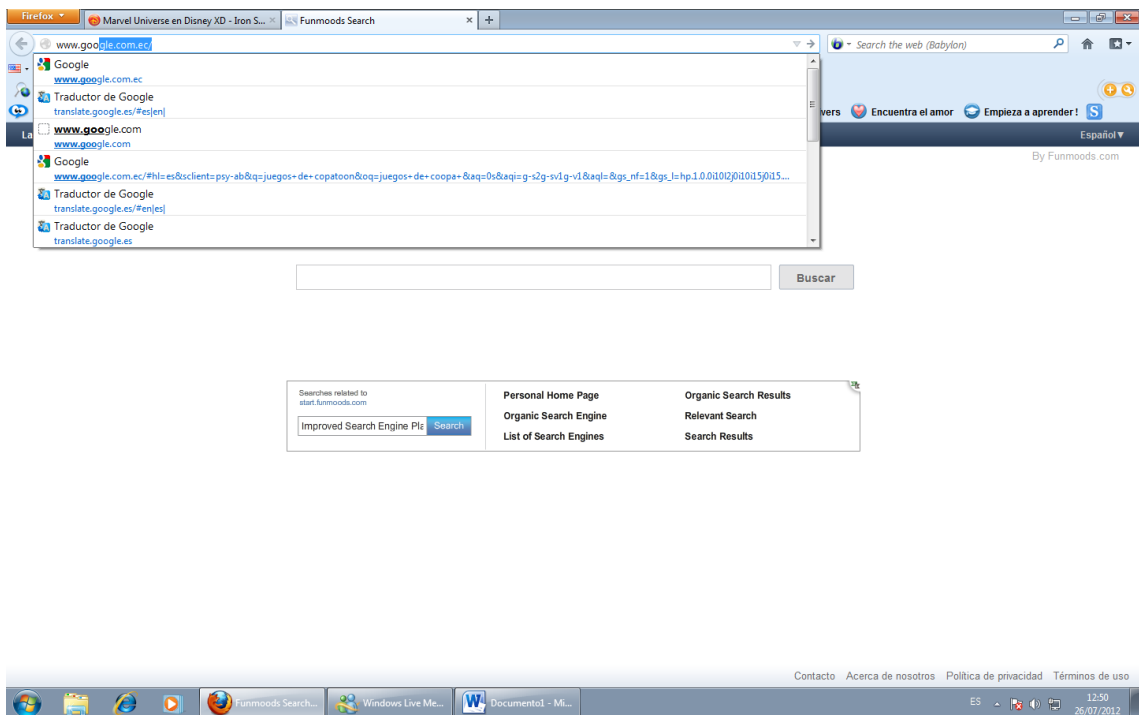 Firefox
Marvel Universe en Disney XD - Iron S...
Funmoods Search
www.google.com.ec/
Search the web (Babylon)
Google
www.google.com.ec
Traductor de Google
translate.google.es/#es|en|
www.google.com
www.google.com
Google
www.google.com.ec/#hl=es&sclient=psy-ab&q=juegos+de+copatoon&oq=juegos+de+coopa+&aq=0s&aqi=g-s2g-sv1g-v1&aql=&gs_nf=1&gs_l=hp.1.0.0i10l2j0i10i15j0i15....
Traductor de Google
translate.google.es/#en|es|
Traductor de Google
translate.google.es
vers Encuentra el amor Empieza a aprender! S
La
Español
By Funmoods.com
Buscar
Searches related to
start.funmoods.com
Improved Search Engine Pla Search
Personal Home Page Organic Search Results
Organic Search Engine Relevant Search
List of Search Engines Search Results
Contacto Acerca de nosotros Política de privacidad Términos de uso
Funmoods Search... Windows Live Me... Documento1 - Mi...
ES
12:50
26/07/2012